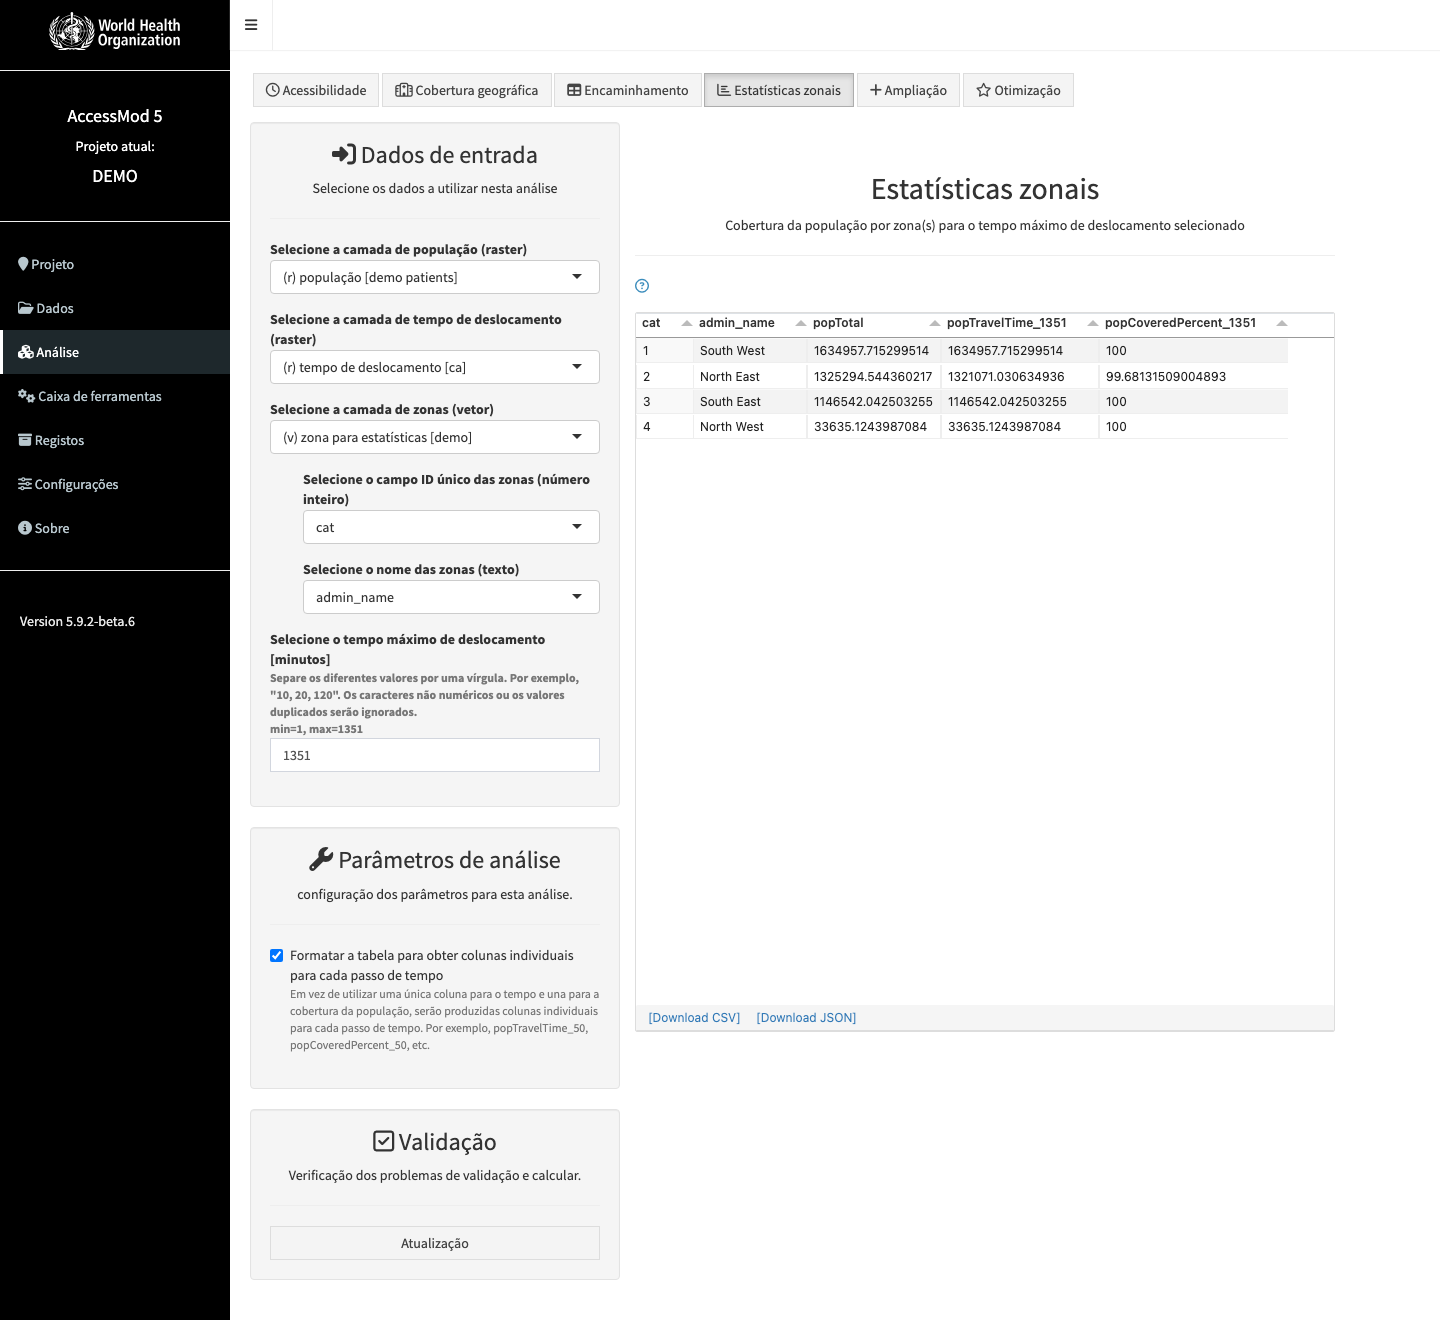 World Health
Organization
AccessMod 5
Projeto atual:
DEMO
Projeto
Dados
Análise
Caixa de ferramentas
Registos
Configurações
Sobre
Version 5.9.2-beta.6
Acessibilidade
Cobertura geográfica
Encaminhamento
Estatísticas zonais
Ampliação
Otimização
Dados de entrada
Selecione os dados a utilizar nesta análise
Selecione a camada de população (raster)
(r) população [demo patients]
Selecione a camada de tempo de deslocamento
(raster)
(r) tempo de deslocamento [ca]
Selecione a camada de zonas (vetor)
(v) zona para estatísticas [demo]
Selecione o campo ID único das zonas (número
inteiro)
cat
Selecione o nome das zonas (texto)
admin_name
Selecione o tempo máximo de deslocamento
[minutos]
Separe os diferentes valores por uma vírgula. Por exemplo,
"10, 20, 120". Os caracteres não numéricos ou os valores
duplicados serão ignorados.
min=1, max=1351
1351
Parâmetros de análise
configuração dos parâmetros para esta análise.
Formatar a tabela para obter colunas individuais
para cada passo de tempo
Em vez de utilizar uma única coluna para o tempo e una para a
cobertura da população, serão produzidas colunas individuais
para cada passo de tempo. Por exemplo, popTravelTime_50,
popCoveredPercent_50, etc.
Validação
Verificação dos problemas de validação e calcular.
Atualização
Estatísticas zonais
Cobertura da população por zona(s) para o tempo máximo de deslocamento selecionado
cat admin_name popTotal popTravelTime_1351 popCoveredPercent_1351
1 South West 1634957.715299514 1634957.715299514 100
2 North East 1325294.544360217 1321071.030634936 99.68131509004893
3 South East 1146542.042503255 1146542.042503255 100
4 North West 33635.1243987084 33635.1243987084 100
[Download CSV] [Download JSON]